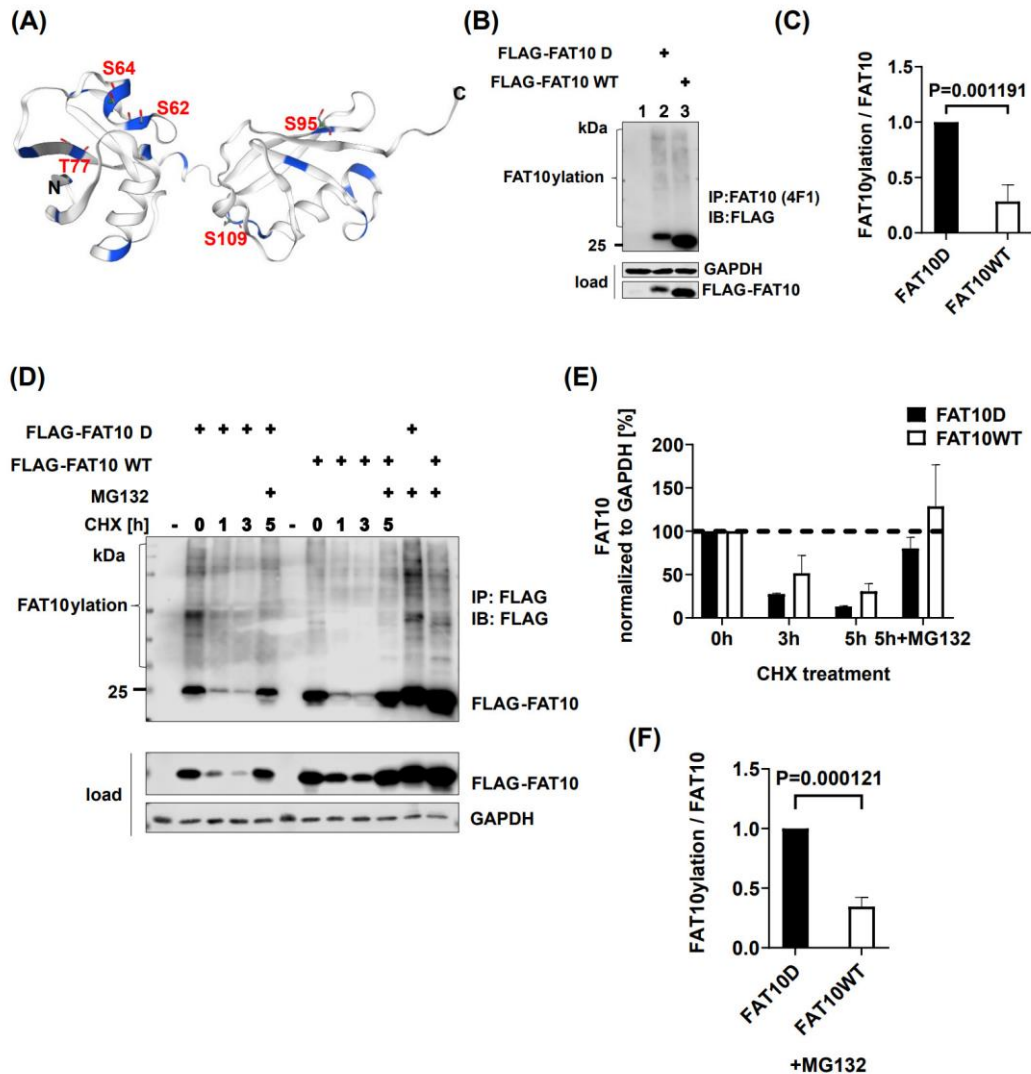 (A)
S64
S62
S95
T77
N
S109
C
(B)
FLAG-FAT10 D +
FLAG-FAT10 WT +
1 2 3
kDa
FAT10ylation
IP:FAT10 (4F1)
IB:FLAG
25
GAPDH
load
FLAG-FAT10
(C)
FAT10ylation / FAT10
1.5
P=0.001191
1.0
0.5
0.0
FAT10D
FAT10WT
(D)
FLAG-FAT10 D + + + + +
FLAG-FAT10 WT + + + + +
MG132 + + + +
CHX [h] - 0 1 3 5 - 0 1 3 5
kDa
FAT10ylation
IP: FLAG
IB: FLAG
25
FLAG-FAT10
load
FLAG-FAT10
GAPDH
(E)
FAT10D
FAT10WT
FAT10
normalized to GAPDH [%]
200
150
100
50
0
0h 3h 5h 5h+MG132
CHX treatment
(F)
FAT10ylation / FAT10
1.5
P=0.000121
1.0
0.5
0.0
FAT10D
FAT10WT
+MG132